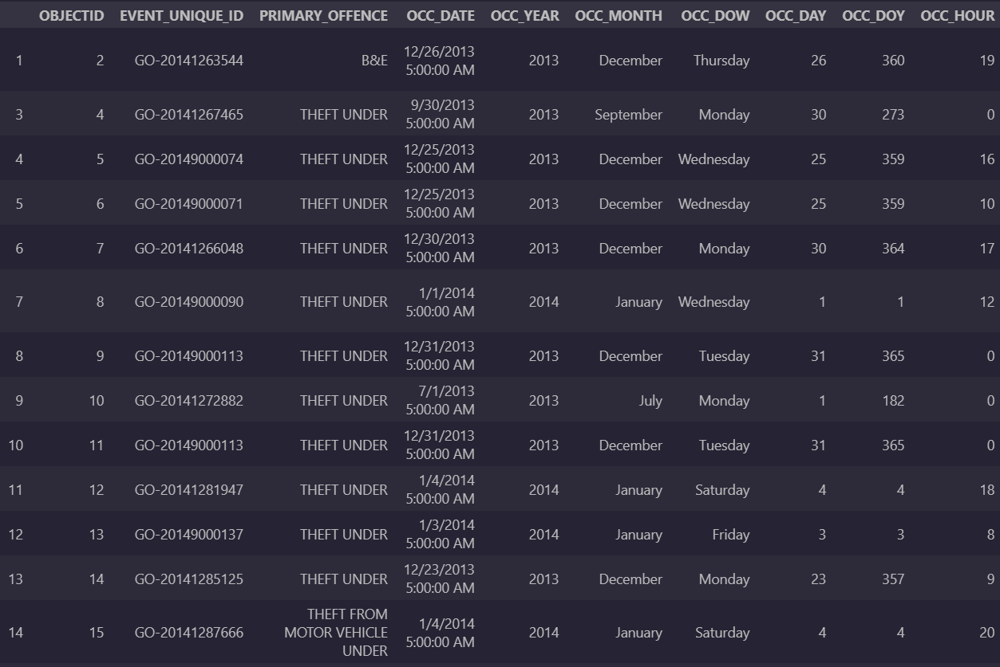 OBJECTID EVENT_UNIQUE_ID PRIMARY_OFFENCE OCC_DATE OCC_YEAR OCC_MONTH OCC_DOW OCC_DAY OCC_DOY OCC_HOUR
1 2 GO-20141263544 B&E 12/26/2013 5:00:00 AM 2013 December Thursday 26 360 19
3 4 GO-20141267465 THEFT UNDER 9/30/2013 5:00:00 AM 2013 September Monday 30 273 0
4 5 GO-20149000074 THEFT UNDER 12/25/2013 5:00:00 AM 2013 December Wednesday 25 359 16
5 6 GO-20149000071 THEFT UNDER 12/25/2013 5:00:00 AM 2013 December Wednesday 25 359 10
6 7 GO-20141266048 THEFT UNDER 12/30/2013 5:00:00 AM 2013 December Monday 30 364 17
7 8 GO-20149000090 THEFT UNDER 1/1/2014 5:00:00 AM 2014 January Wednesday 1 1 12
8 9 GO-20149000113 THEFT UNDER 12/31/2013 5:00:00 AM 2013 December Tuesday 31 365 0
9 10 GO-20141272882 THEFT UNDER 7/1/2013 5:00:00 AM 2013 July Monday 1 182 0
10 11 GO-20149000113 THEFT UNDER 12/31/2013 5:00:00 AM 2013 December Tuesday 31 365 0
11 12 GO-20141281947 THEFT UNDER 1/4/2014 5:00:00 AM 2014 January Saturday 4 4 18
12 13 GO-20149000137 THEFT UNDER 1/3/2014 5:00:00 AM 2014 January Friday 3 3 8
13 14 GO-20141285125 THEFT UNDER 12/23/2013 5:00:00 AM 2013 December Monday 23 357 9
14 15 GO-20141287666 THEFT FROM MOTOR VEHICLE UNDER 1/4/2014 5:00:00 AM 2014 January Saturday 4 4 20